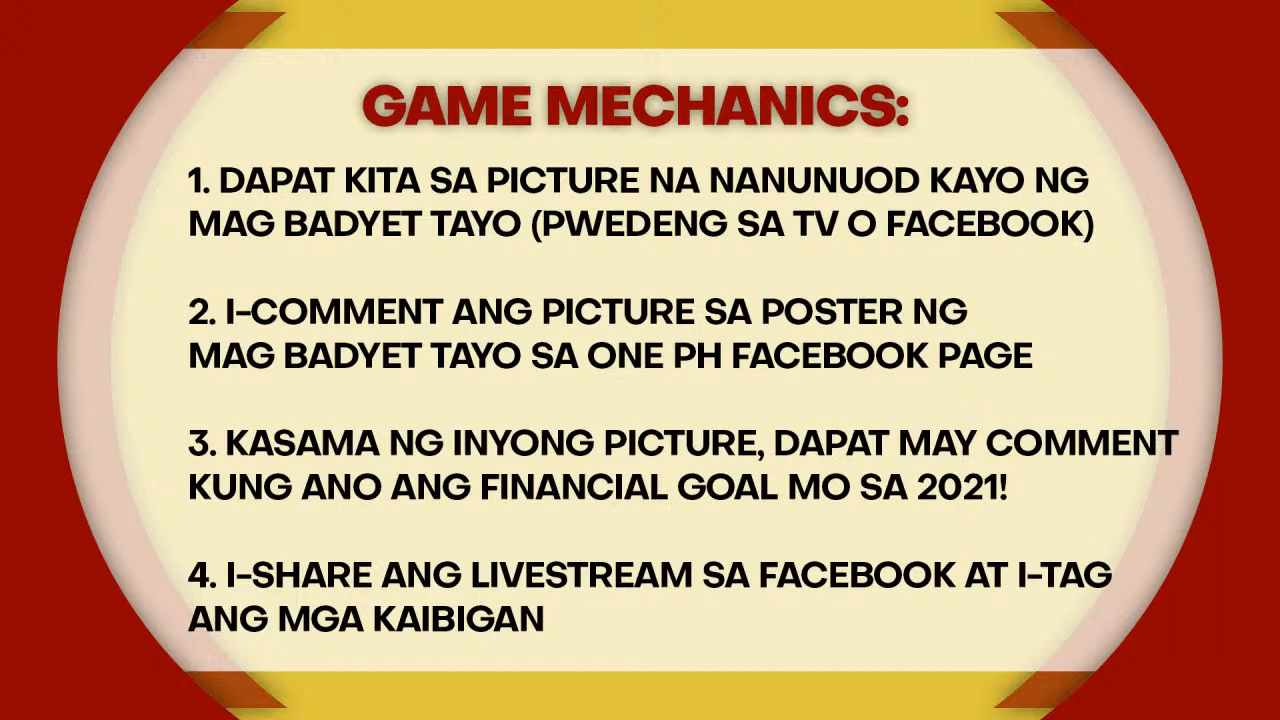 GAME MECHANICS:
1. DAPAT KITA SA PICTURE NA NANUNUOD KAYO NG
MAG BADYET TAYO (PWEDENG SA TV O FACEBOOK)
2. I-COMMENT ANG PICTURE SA POSTER NG
MAG BADYET TAYO SA ONE PH FACEBOOK PAGE
3. KASAMA NG INYONG PICTURE, DAPAT MAY COMMENT
KUNG ANO ANG FINANCIAL GOAL MO SA 2021!
4. I-SHARE ANG LIVESTREAM SA FACEBOOK AT I-TAG
ANG MGA KAIBIGAN